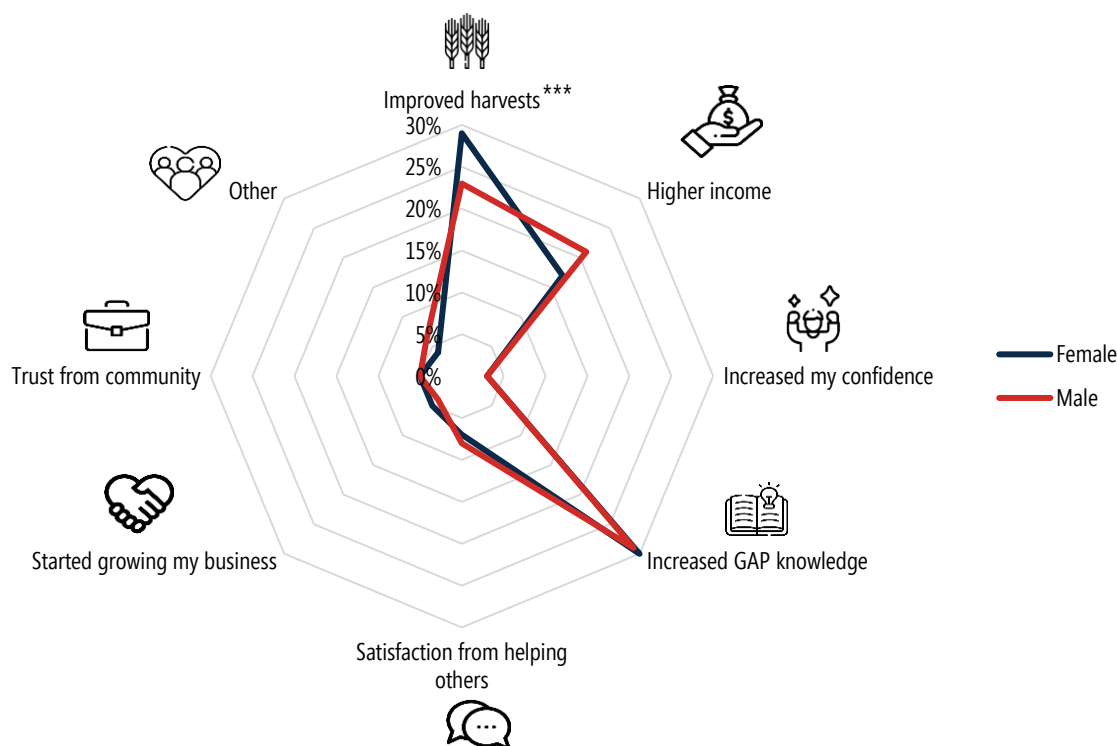 Improved harvests***
30%
25%
20%
15%
10%
5%
0%
$
Higher income
Increased my confidence
Increased GAP knowledge
Satisfaction from helping
others
Started growing my business
Trust from community
Other
Female
Male